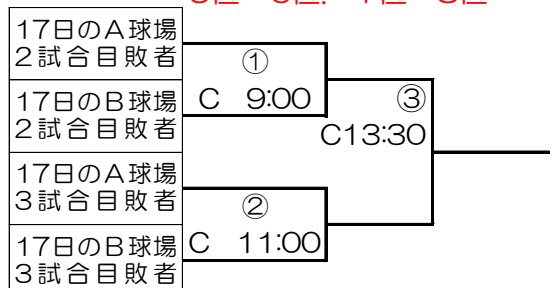 17日のA球場
2試合目敗者
①
17日のB球場
2試合目敗者
C 9:00
③
C13:30
17日のA球場
3試合目敗者
②
17日のB球場
3試合目敗者
C 11:00